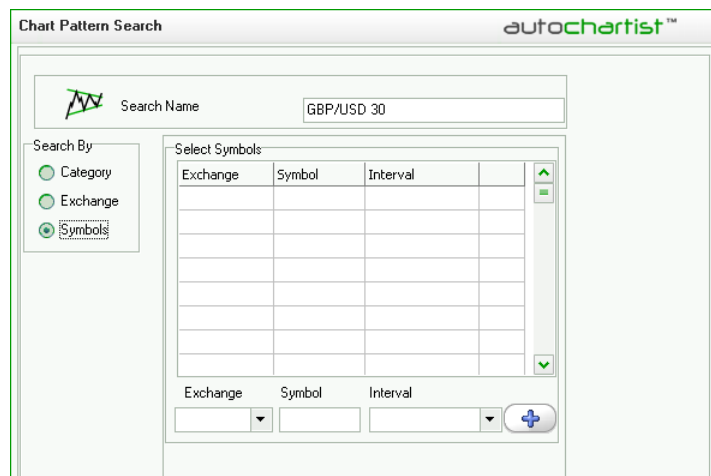 Chart Pattern Search
autochartist™
Search Name
GBP/USD 30
Search By
Category
Exchange
Symbols
Select Symbols
Exchange Symbol Interval
Exchange Symbol Interval